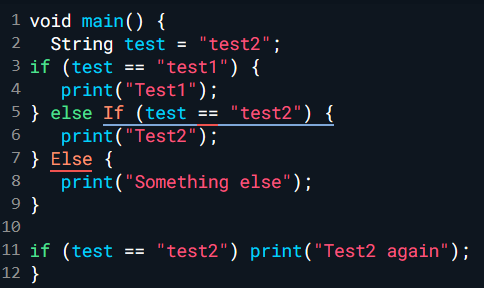 1 void main() {
2   String test = "test2";
3 if (test == "test1") {
4    print("Test1");
5 } else If (test == "test2") {
6    print("Test2");
7 } Else {
8    print("Something else");
9 }
10
11 if (test == "test2") print("Test2 again");
12 }